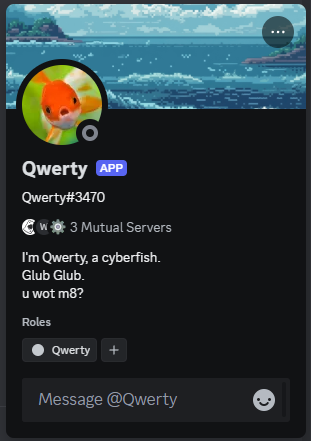 Qwerty APP
Qwerty#3470
W 3 Mutual Servers
I'm Qwerty, a cyberfish.
Glub Glub.
u wot m8?
Roles
Qwerty +
Message @Qwerty